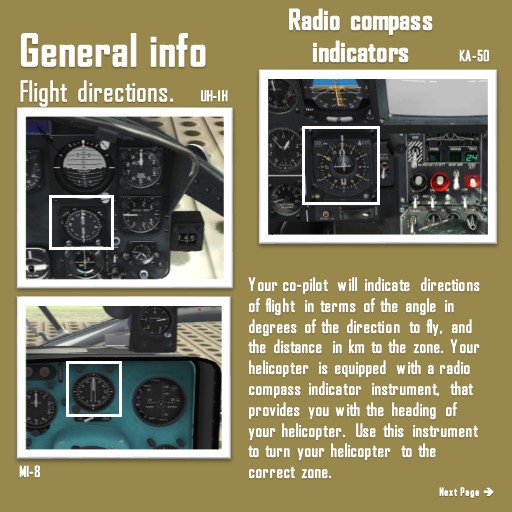 General info
Flight directions. UH-1H
Radio compass
indicators KA-50
24
Your co-pilot will indicate directions
of flight in terms of the angle in
degrees of the direction to fly, and
the distance in km to the zone. Your
helicopter is equipped with a radio
compass indicator instrument, that
provides you with the heading of
your helicopter. Use this instrument
to turn your helicopter to the
correct zone.
MI-8
Next Page →